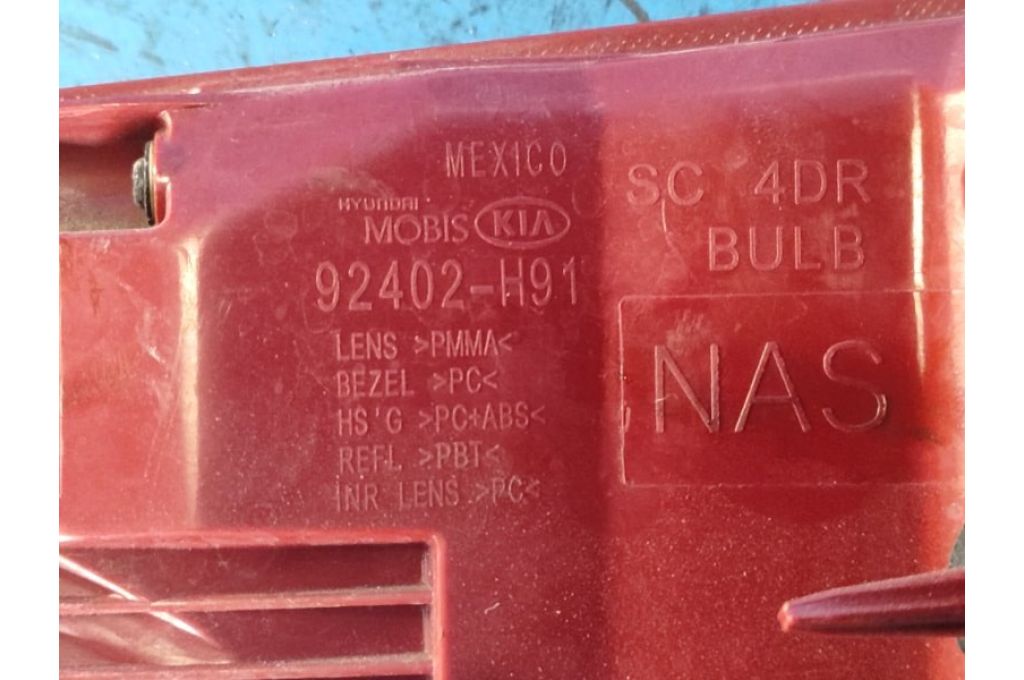 MEXICO
HYUNDAI
MOBIS KIA
92402-H91
LENS >PMMA<
BEZEL >PC<
HS'G >PC+ABS<
REFL >PBT<
INR LENS >PC<
SC 4DR
BULB
NAS